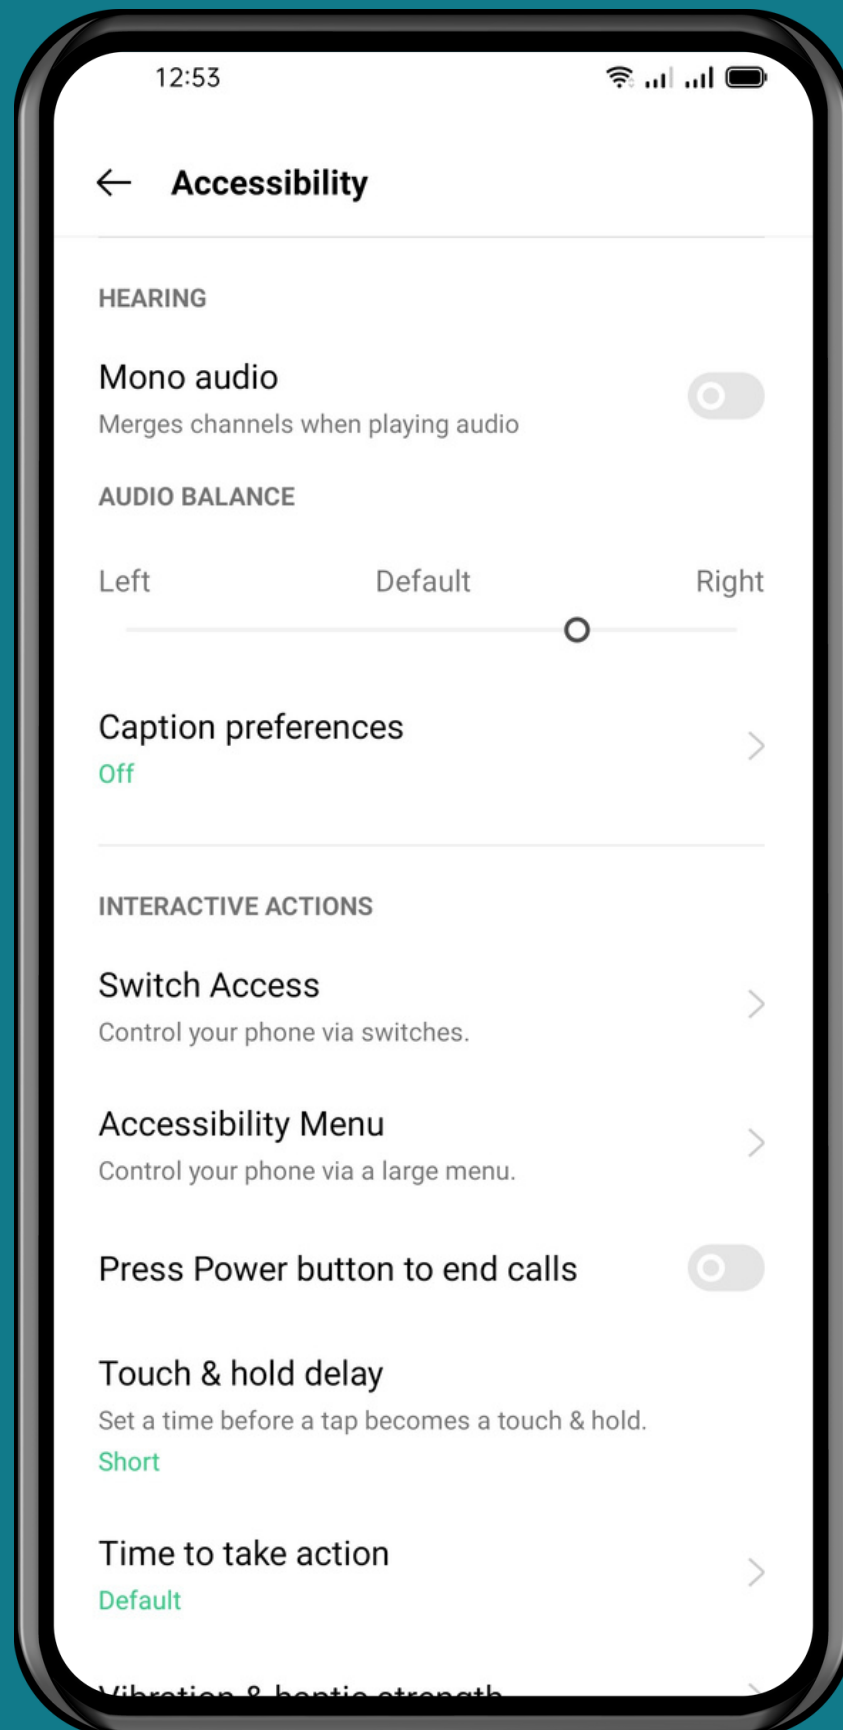 12:53
Accessibility
HEARING
Mono audio
Merges channels when playing audio
AUDIO BALANCE
Left Default Right
Caption preferences
Off
INTERACTIVE ACTIONS
Switch Access
Control your phone via switches.
Accessibility Menu
Control your phone via a large menu.
Press Power button to end calls
Touch & hold delay
Set a time before a tap becomes a touch & hold.
Short
Time to take action
Default
Vibration & haptic strength